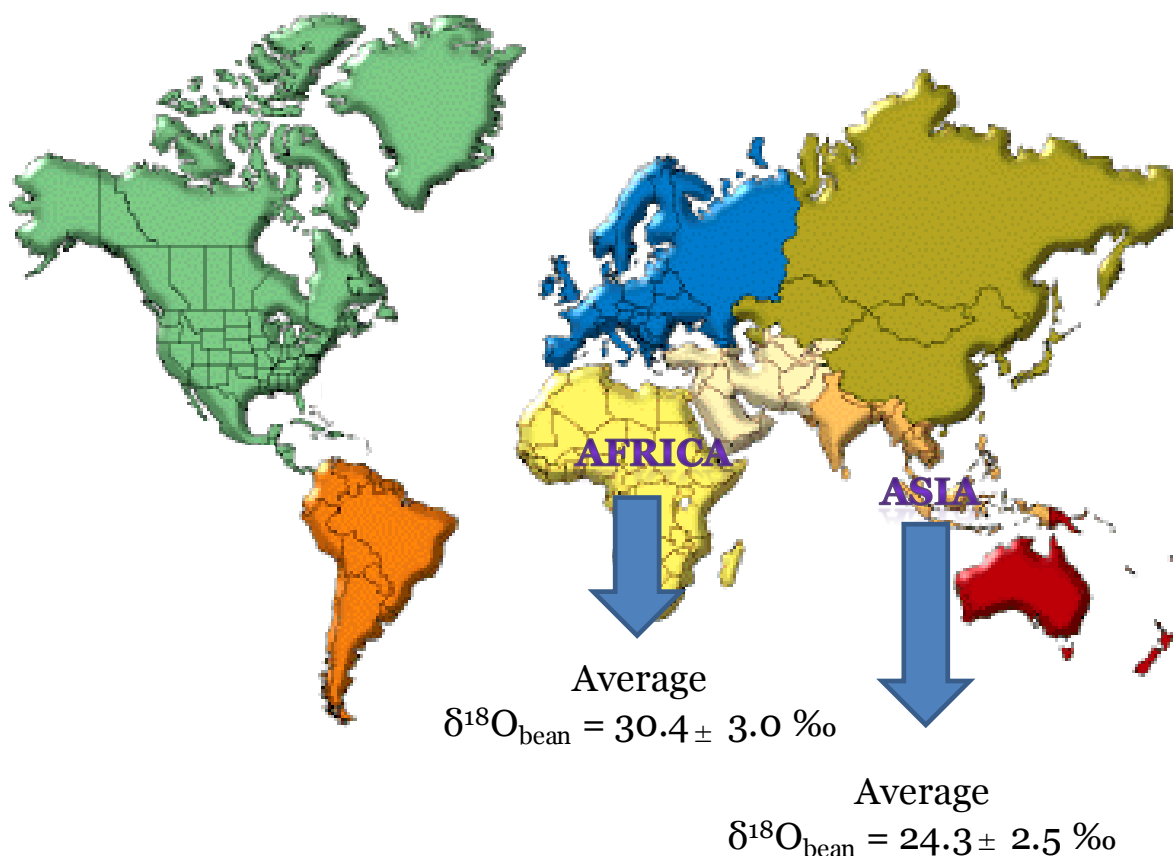 AFRICA
ASIA
Average
δ¹⁸O_bean = 30.4 ± 3.0 ‰
Average
δ¹⁸O_bean = 24.3 ± 2.5 ‰